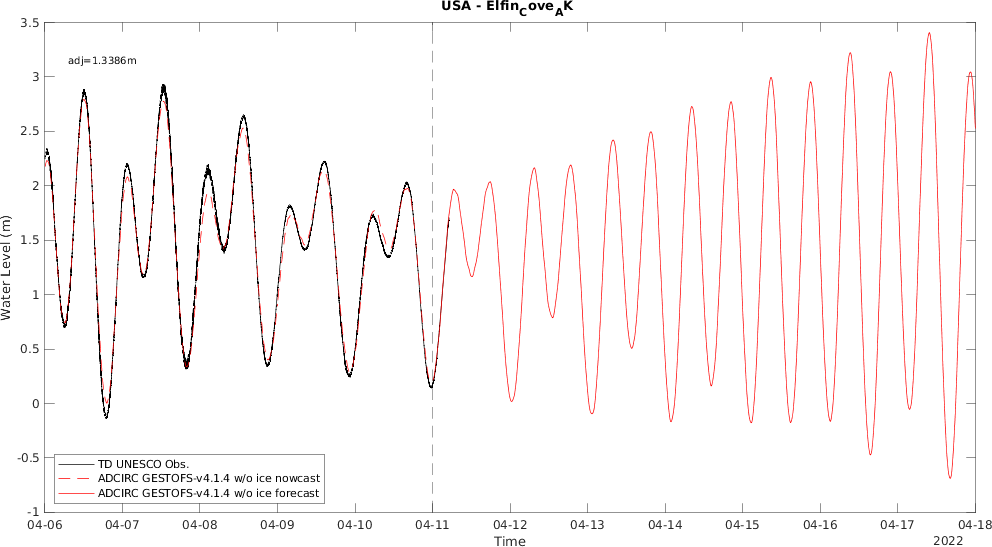 USA - ElfinCoveAK
adj=1.3386m
3.5
3
2.5
2
1.5
1
0.5
0
-0.5
-1
Water Level (m)
TD UNESCO Obs.
ADCIRC GESTOFS-v4.1.4 w/o ice nowcast
ADCIRC GESTOFS-v4.1.4 w/o ice forecast
04-06 04-07 04-08 04-09 04-10 04-11 04-12 04-13 04-14 04-15 04-16 04-17 04-18
Time
2022